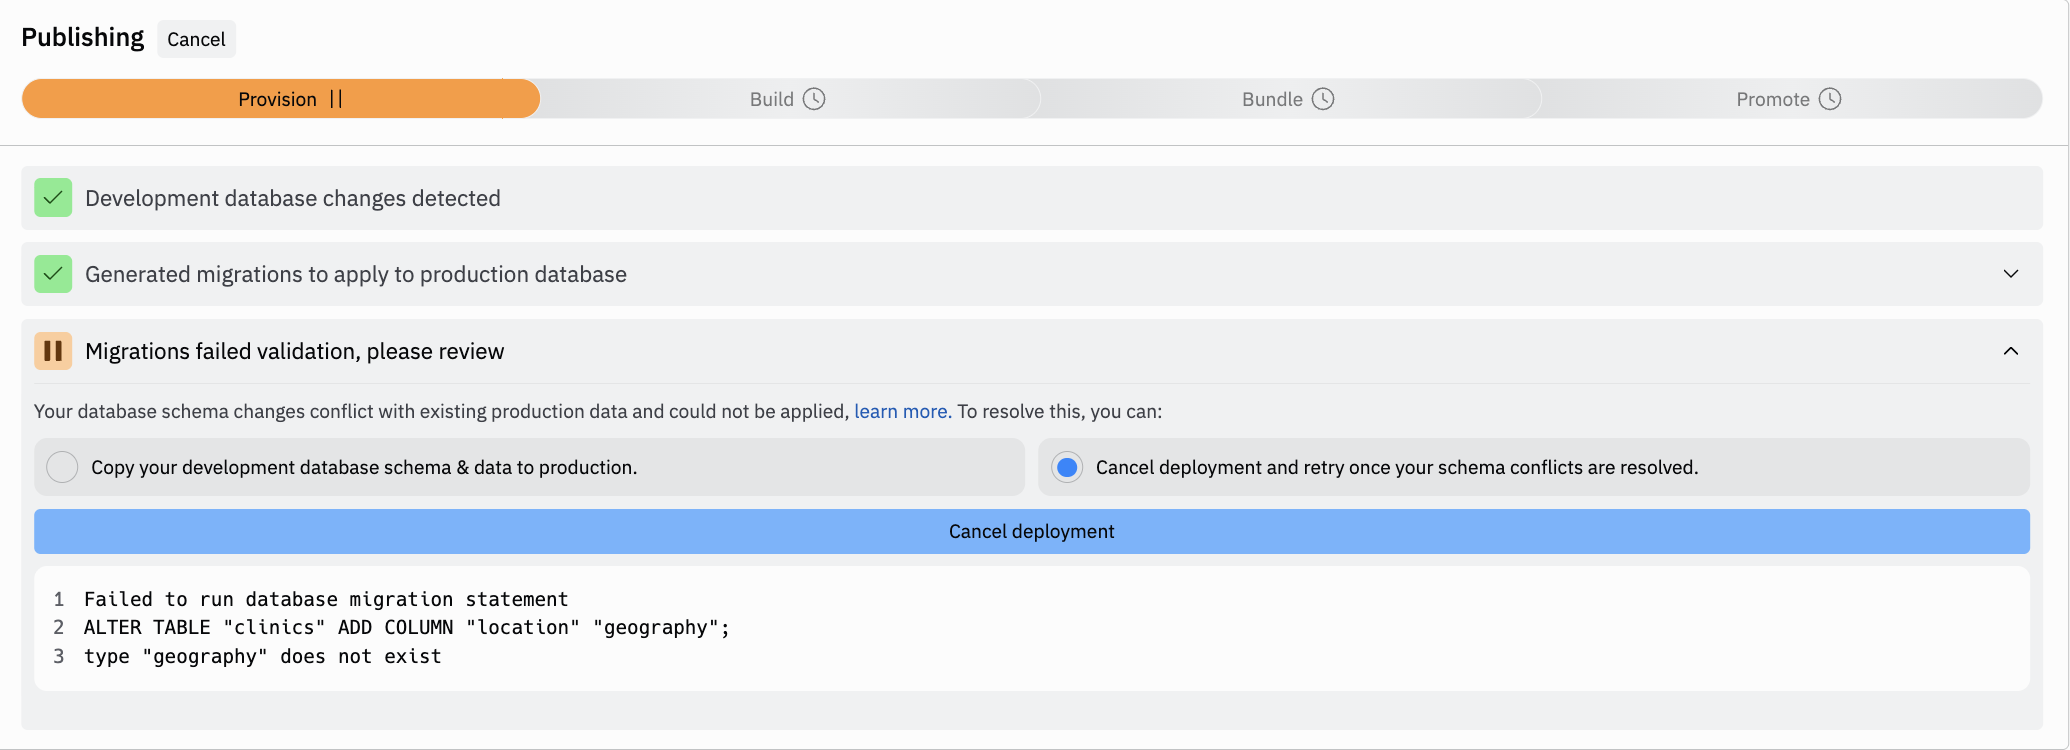 Publishing Cancel
Provision Build Bundle Promote
Development database changes detected
Generated migrations to apply to production database
Migrations failed validation, please review
Your database schema changes conflict with existing production data and could not be applied, learn more. To resolve this, you can:
Copy your development database schema & data to production. Cancel deployment and retry once your schema conflicts are resolved.
Cancel deployment
1 Failed to run database migration statement
2 ALTER TABLE "clinics" ADD COLUMN "location" "geography";
3 type "geography" does not exist